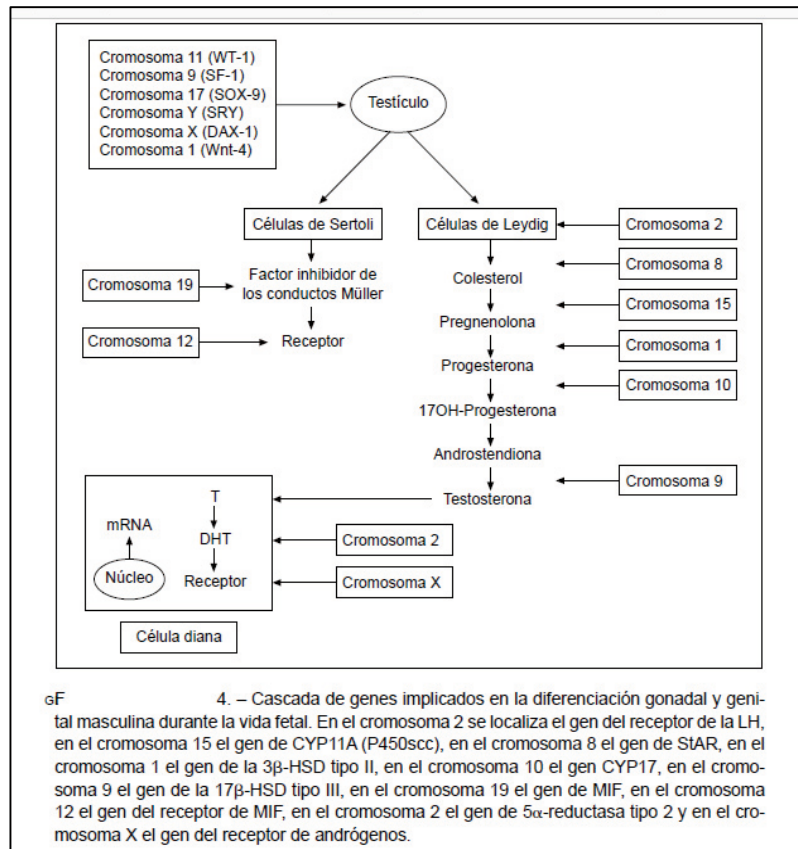 Cromosoma 11 (WT-1)
Cromosoma 9 (SF-1)
Cromosoma 17 (SOX-9)
Cromosoma Y (SRY)
Cromosoma X (DAX-1)
Cromosoma 1 (Wnt-4)
Testículo
Células de Sertoli
Células de Leydig
Cromosoma 2
Cromosoma 8
Colesterol
Cromosoma 19
Factor inhibidor de
los conductos Müller
Cromosoma 15
Pregnenolona
Cromosoma 12
Receptor
Cromosoma 1
Progesterona
Cromosoma 10
17OH-Progesterona
Androstendiona
Cromosoma 9
Testosterona
T
mRNA
DHT
Cromosoma 2
Núcleo
Receptor
Cromosoma X
Célula diana
GF 4. – Cascada de genes implicados en la diferenciación gonadal y geni-
tal masculina durante la vida fetal. En el cromosoma 2 se localiza el gen del receptor de la LH,
en el cromosoma 15 el gen de CYP11A (P450scc), en el cromosoma 8 el gen de StAR, en el
cromosoma 1 el gen de la 3β-HSD tipo II, en el cromosoma 10 el gen CYP17, en el cromo-
soma 9 el gen de la 17β-HSD tipo III, en el cromosoma 19 el gen de MIF, en el cromosoma
12 el gen del receptor de MIF, en el cromosoma 2 el gen de 5α-reductasa tipo 2 y en el cro-
mosoma X el gen del receptor de andrógenos.